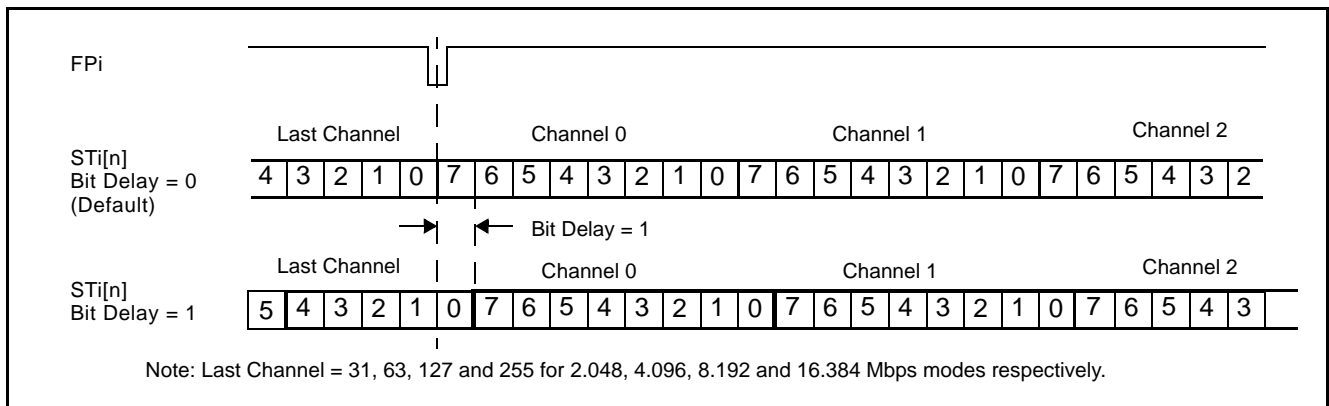 FPi
Last Channel Channel 0 Channel 1 Channel 2
STi[n]
Bit Delay = 0
(Default)
4 3 2 1 0 7 6 5 4 3 2 1 0 7 6 5 4 3 2 1 0 7 6 5 4 3 2
Bit Delay = 1
Last Channel Channel 0 Channel 1 Channel 2
STi[n]
Bit Delay = 1
5 4 3 2 1 0 7 6 5 4 3 2 1 0 7 6 5 4 3 2 1 0 7 6 5 4 3
Note: Last Channel = 31, 63, 127 and 255 for 2.048, 4.096, 8.192 and 16.384 Mbps modes respectively.